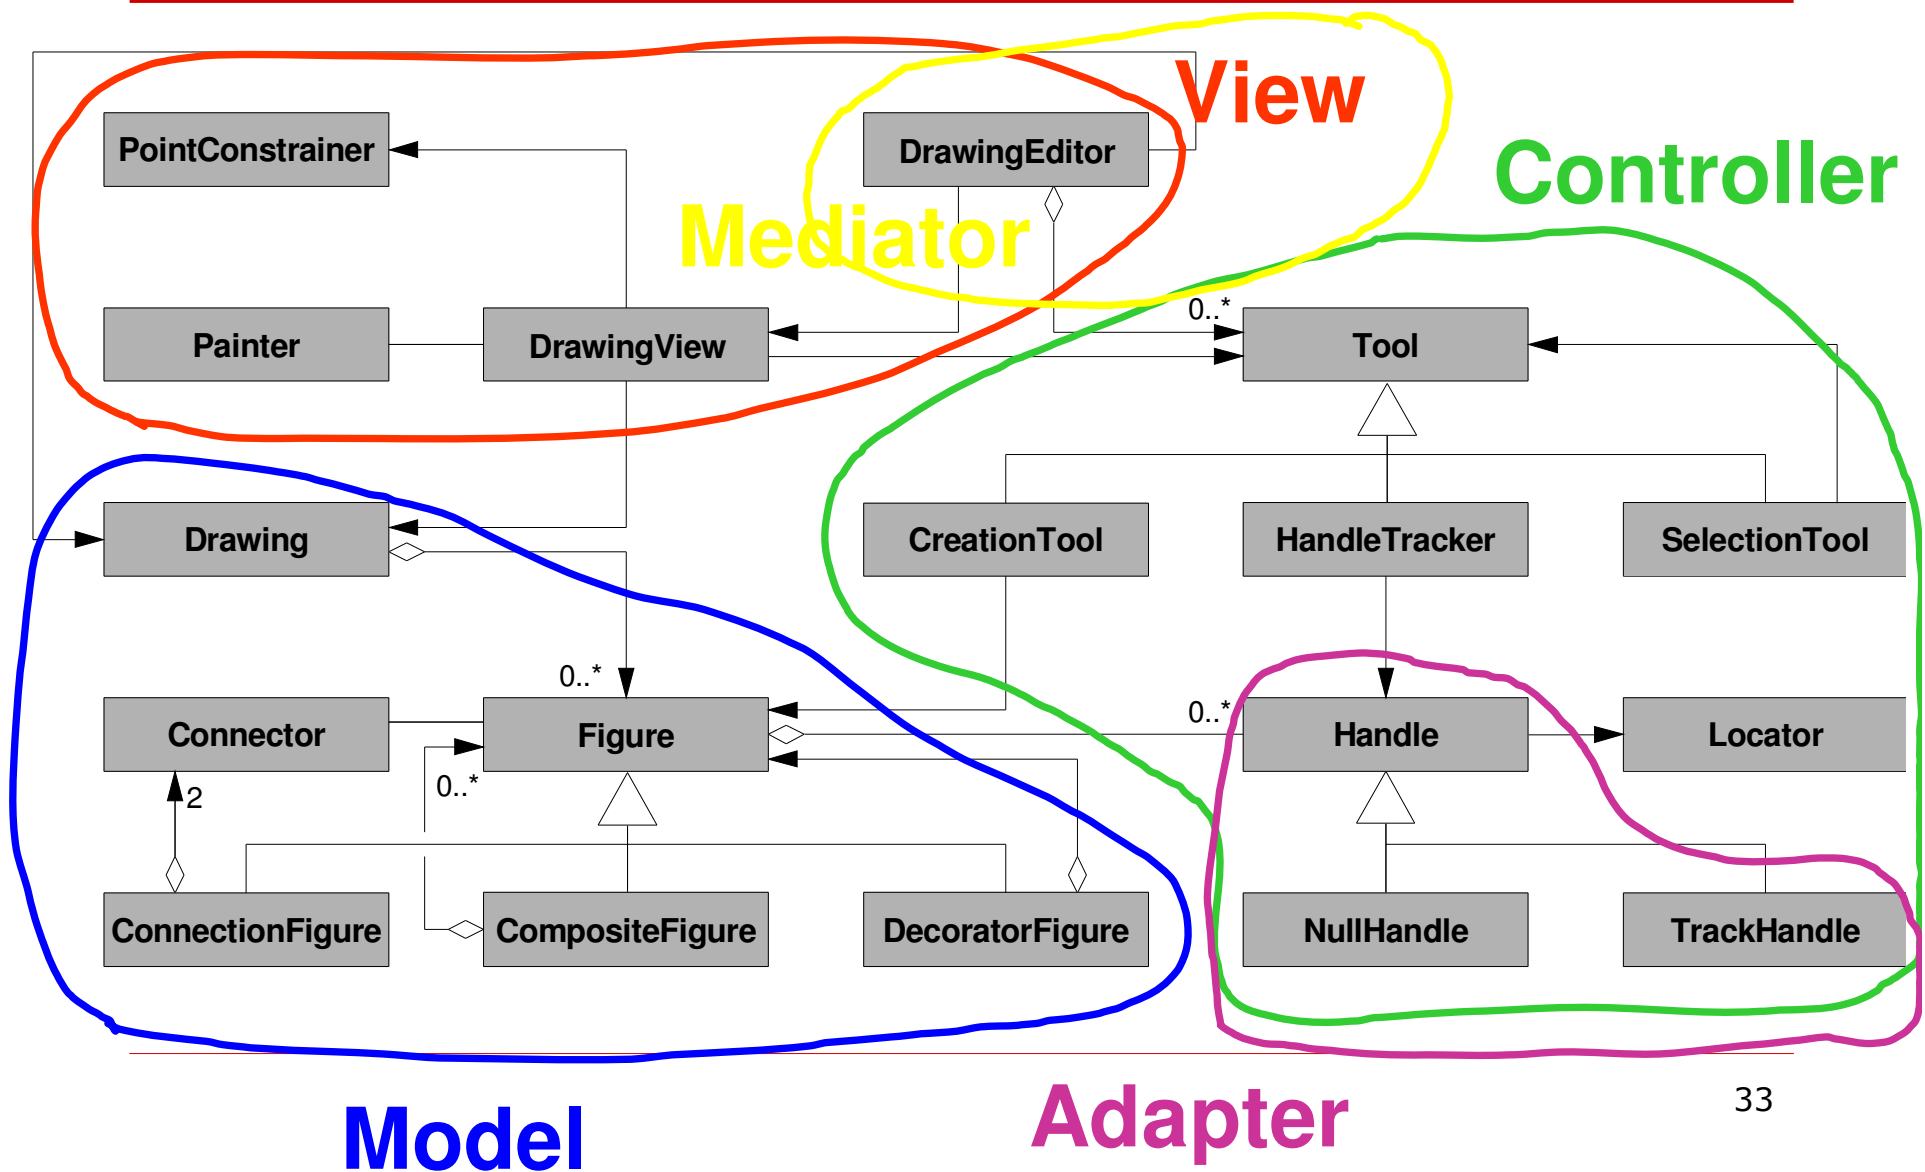 View
PointConstrainer
DrawingEditor
Controller
Mediator
0..*
Painter
DrawingView
Tool
Drawing
CreationTool
HandleTracker
SelectionTool
0..*
0..*
Connector
Figure
Handle
Locator
2
0..*
ConnectionFigure
CompositeFigure
DecoratorFigure
NullHandle
TrackHandle
33
Adapter
Model